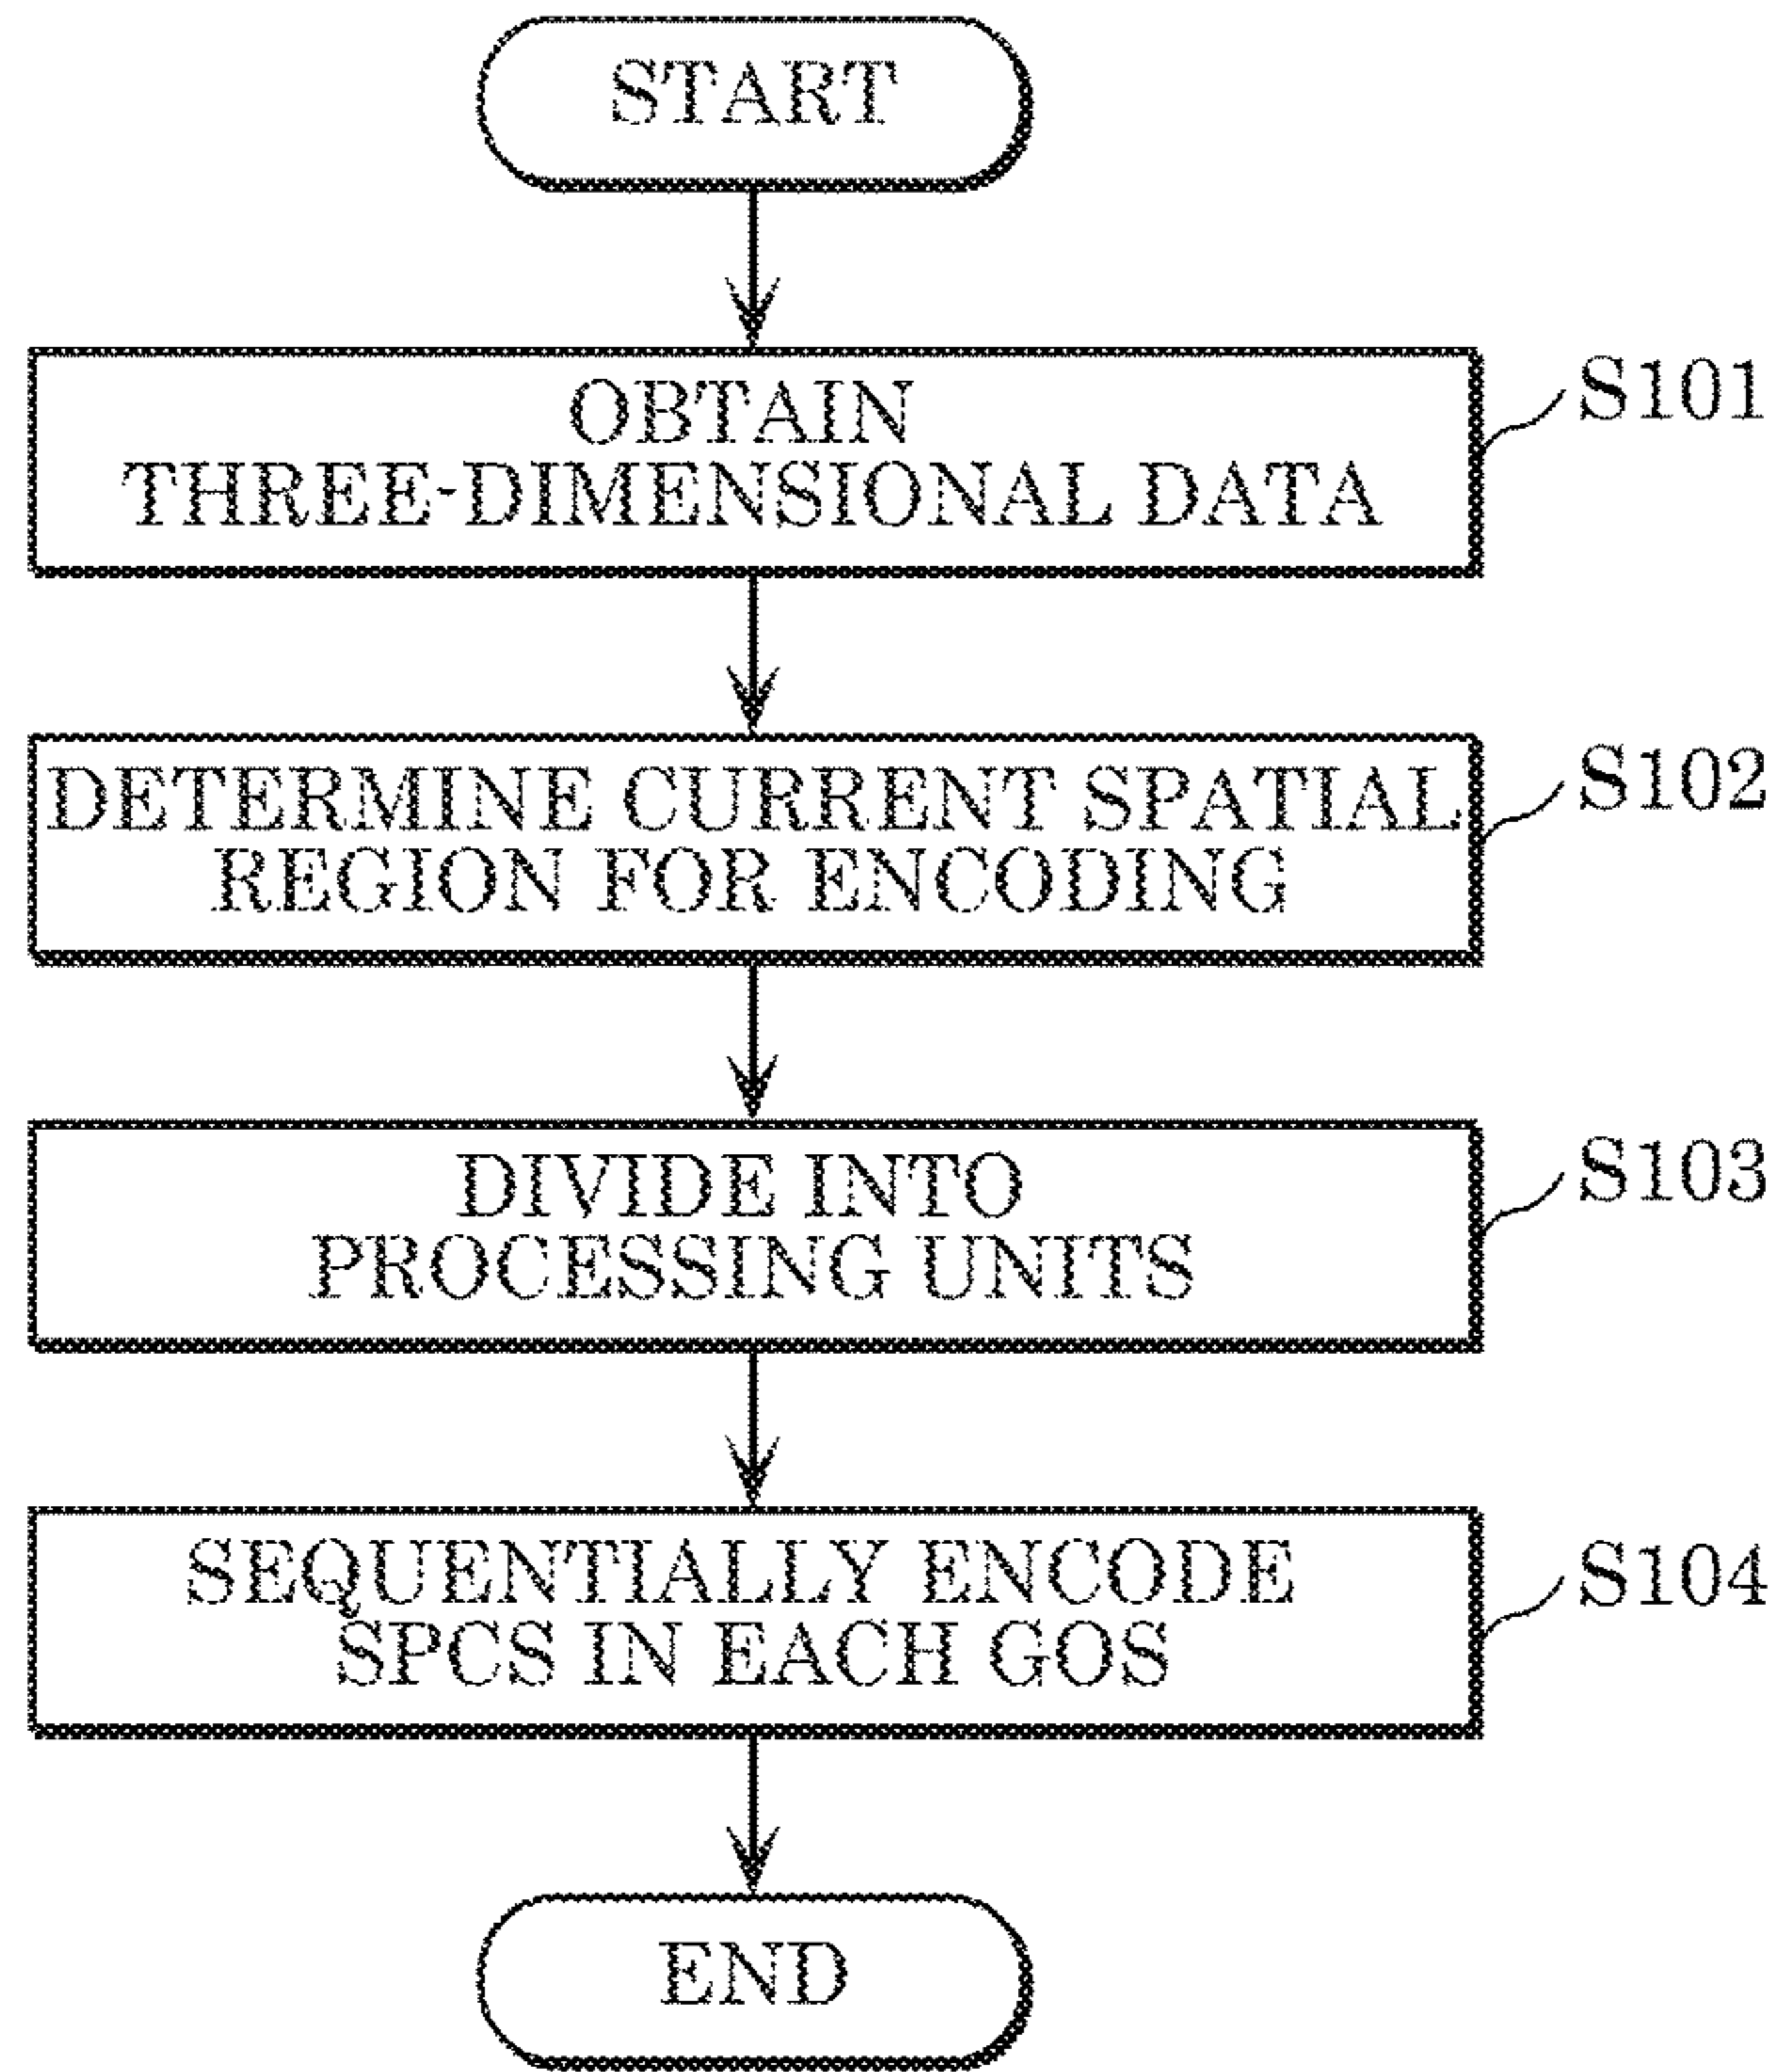 START
OBTAIN
THREE-DIMENSIONAL DATA
S101
DETERMINE CURRENT SPATIAL
REGION FOR ENCODING
S102
DIVIDE INTO
PROCESSING UNITS
S103
SEQUENTIALLY ENCODE
SPCS IN EACH GOS
S104
END